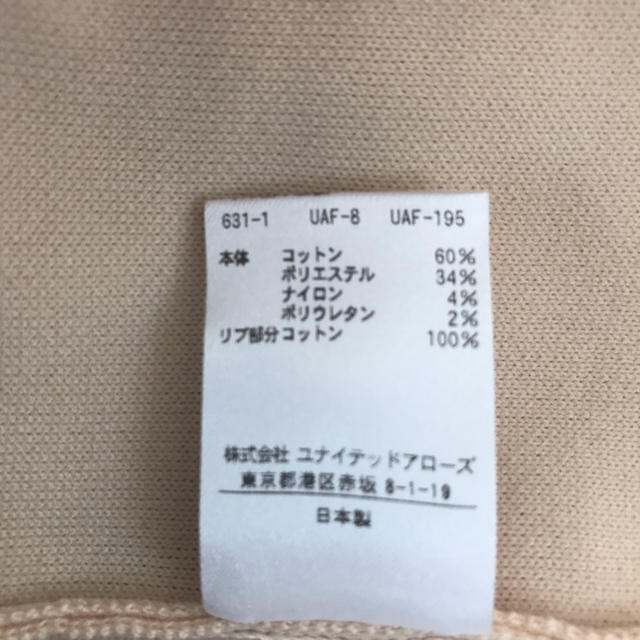 631-1 UAF-8 UAF-195
本体 コットン 60%
ポリエステル 34%
ナイロン 4%
ポリウレタン 2%
リブ部分 コットン 100%
株式会社 ユナイテッドアローズ
東京都港区赤坂 8-1-19
日本製